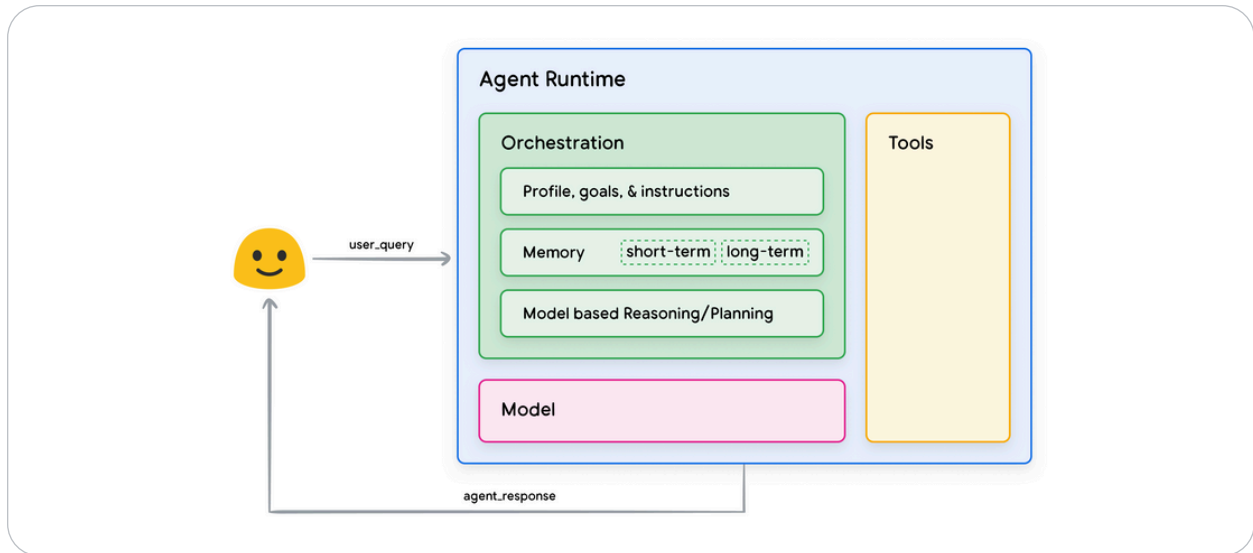 Agent Runtime
Orchestration
Tools
Profile, goals, & instructions
user_query
Memory short-term long-term
Model based Reasoning/Planning
Model
agent_response